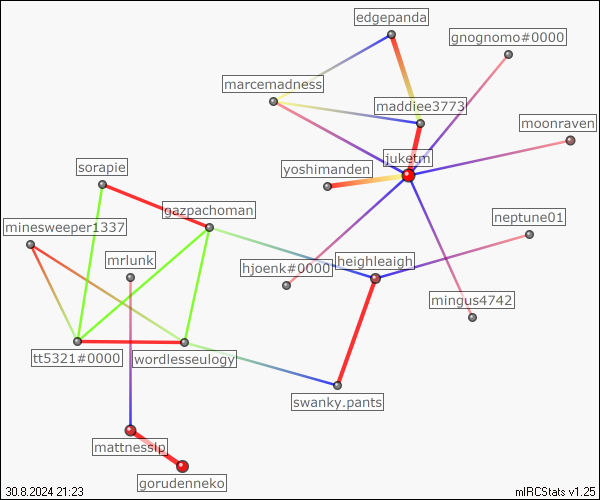 edgepanda
gnognomo#0000
marcemadness
maddiee3773
moonraven
juketm
sorapie
yoshimanden
gazpachoman
minesweeper1337
neptune01
mrlunk
hjoenk#0000
heighleaigh
mingus4742
tt5321#0000
wordlesseulogy
swanky.pants
mattnesslp
gorudenneko
30.8.2024 21:23
mIRCStats v1.25